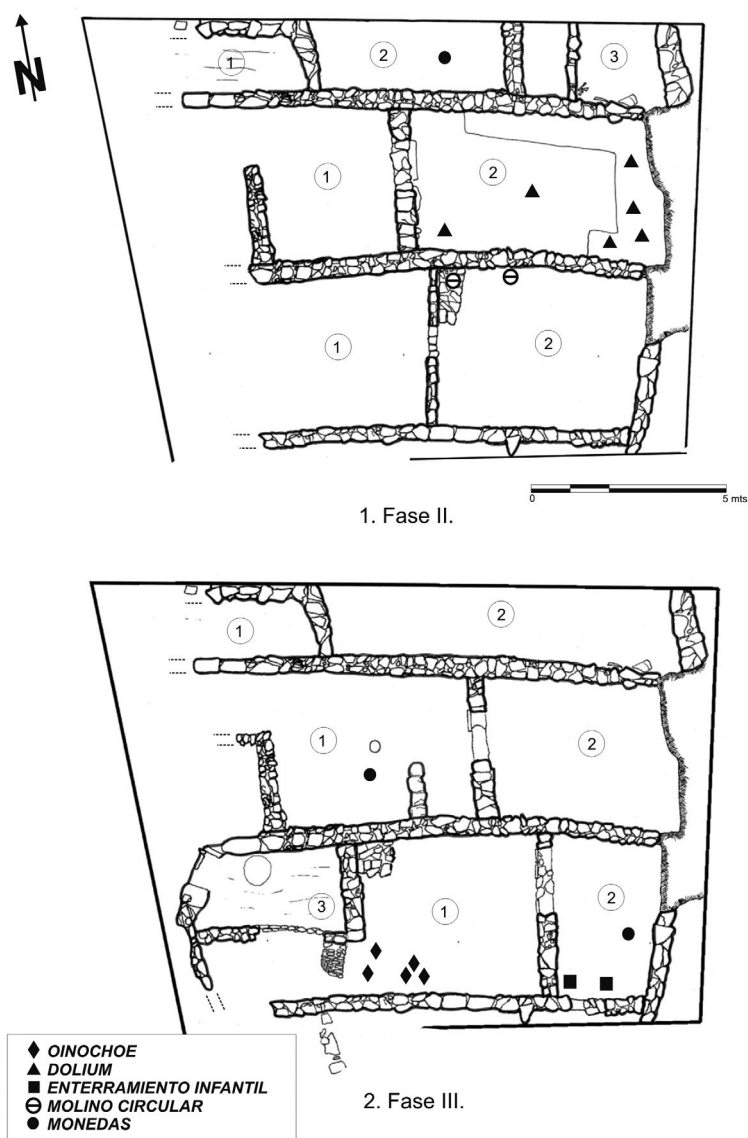 N
1
2
3
1
2
1
2
0
5 mts
1. Fase II.
1
2
1
2
3
1
2
OINOCHOE
DOLIUM
ENTERRAMIENTO INFANTIL
MOLINO CIRCULAR
MONEDAS
2. Fase III.